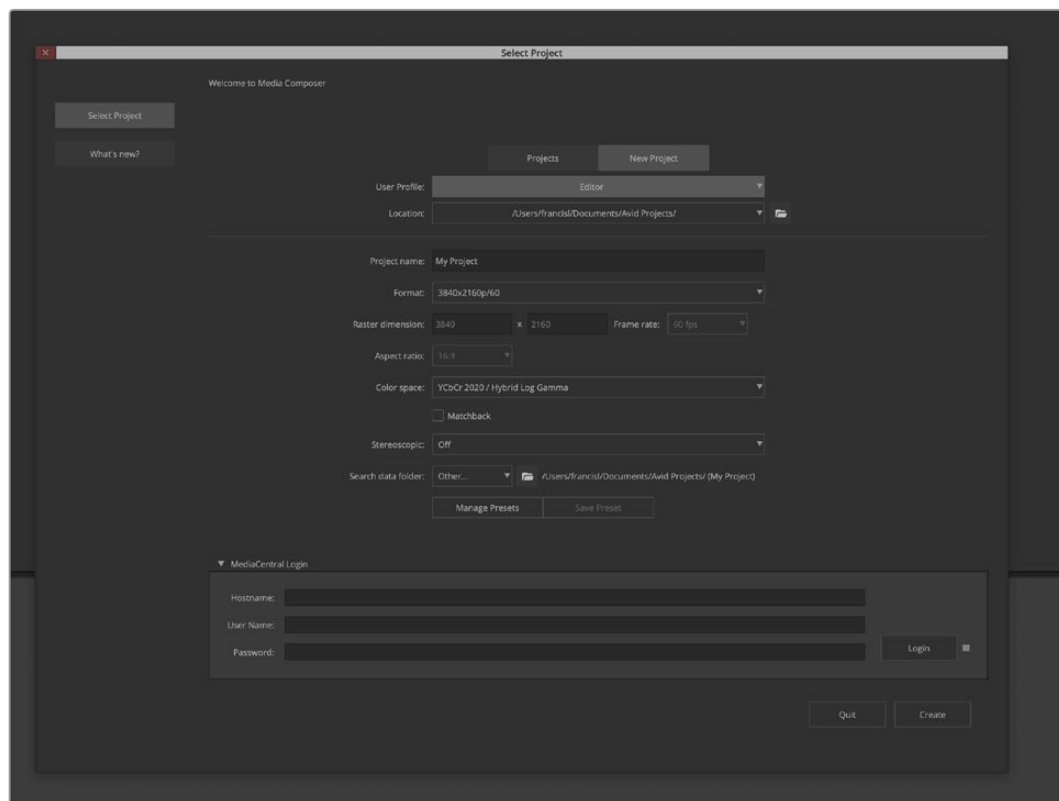 Select Project
Welcome to Media Composer
Select Project
What's new?
Projects New Project
User Profile: Editor
Location: /Users/francisl/Documents/Avid Projects/
Project name: My Project
Format: 3840x2160p/60
Raster dimension: 3840 x 2160 Frame rate: 60 fps
Aspect ratio: 16:9
Color space: YCbCr 2020 / Hybrid Log Gamma
Matchback
Stereoscopic: Off
Search data folder: Other... /Users/francisl/Documents/Avid Projects/ (My Project)
Manage Presets Save Preset
MediaCentral Login
Hostname:
User Name:
Password:
Login
Quit Create